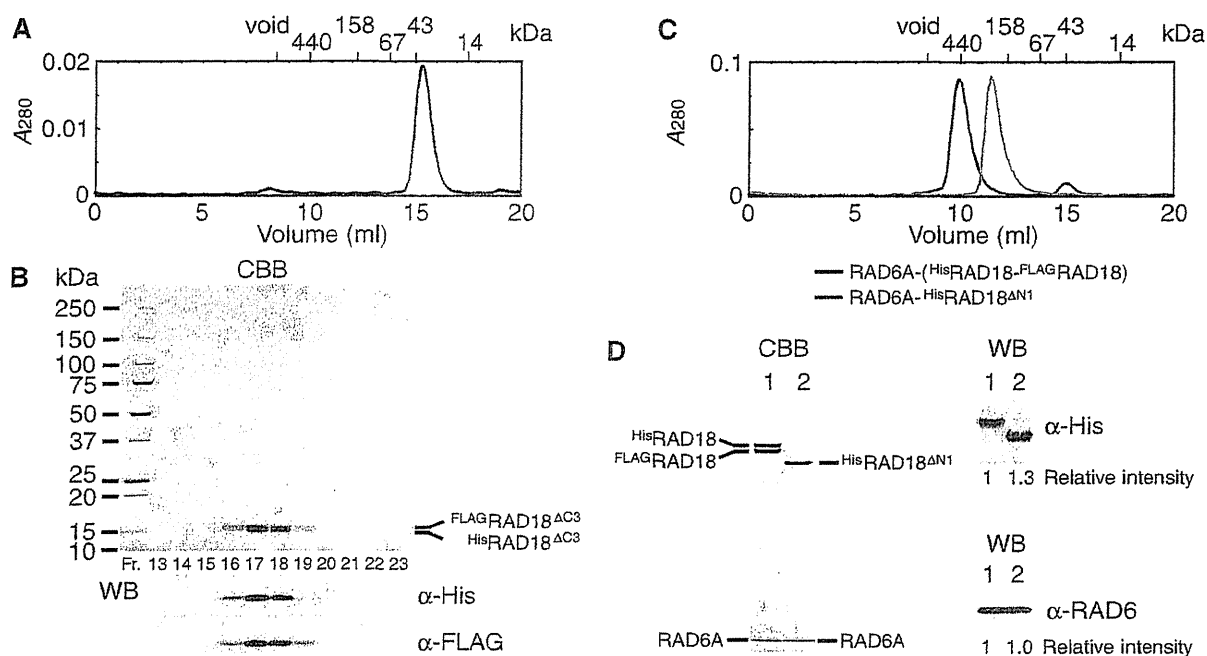 A
void 440 158 67 43 14 kDa
0.02
0.01
0
A280
0 5 10 15 20
Volume (ml)
B
kDa
CBB
250
150
100
75
50
37
25
20
15
10
FLAGRAD18ΔC3
HisRAD18ΔC3
Fr. 13 14 15 16 17 18 19 20 21 22 23
WB
α-His
α-FLAG
C
void 440 158 67 43 14 kDa
0.1
0
A280
0 5 10 15 20
Volume (ml)
RAD6A-(HisRAD18-FLAGRAD18)
RAD6A-HisRAD18ΔN1
D
CBB
1 2
HisRAD18
FLAGRAD18
HisRAD18ΔN1
RAD6A
RAD6A
WB
1 2
α-His
1 1.3 Relative intensity
WB
1 2
α-RAD6
1 1.0 Relative intensity